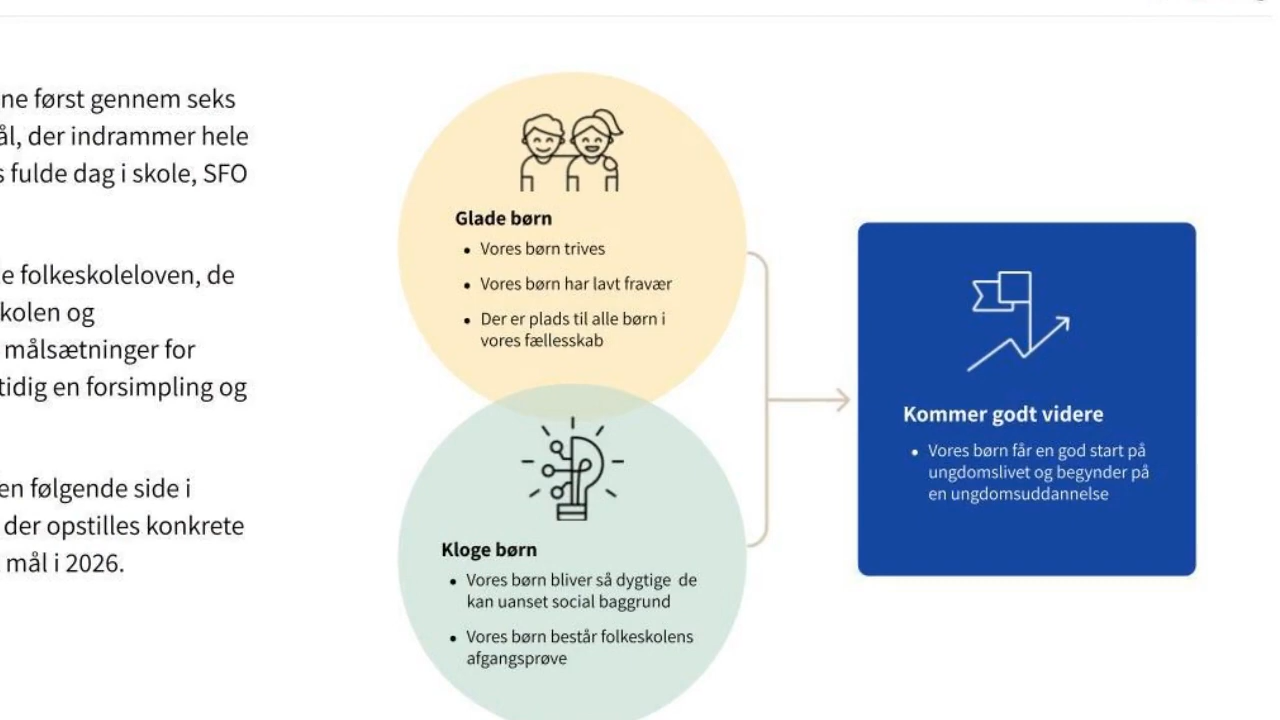 ne først gennem seks
ål, der indrammer hele
s fulde dag i skole, SFO
e folkeskoleloven, de
kolen og
målsætninger for
tidig en forsimpling og
en følgende side i
der opstilles konkrete
mål i 2026.
Glade børn
• Vores børn trives
• Vores børn har lavt fravær
• Der er plads til alle børn i
vores fællesskab
Kloge børn
• Vores børn bliver så dygtige de
kan uanset social baggrund
• Vores børn består folkeskolens
afgangsprøve
Kommer godt videre
• Vores børn får en god start på
ungdomslivet og begynder på
en ungdomsuddannelse